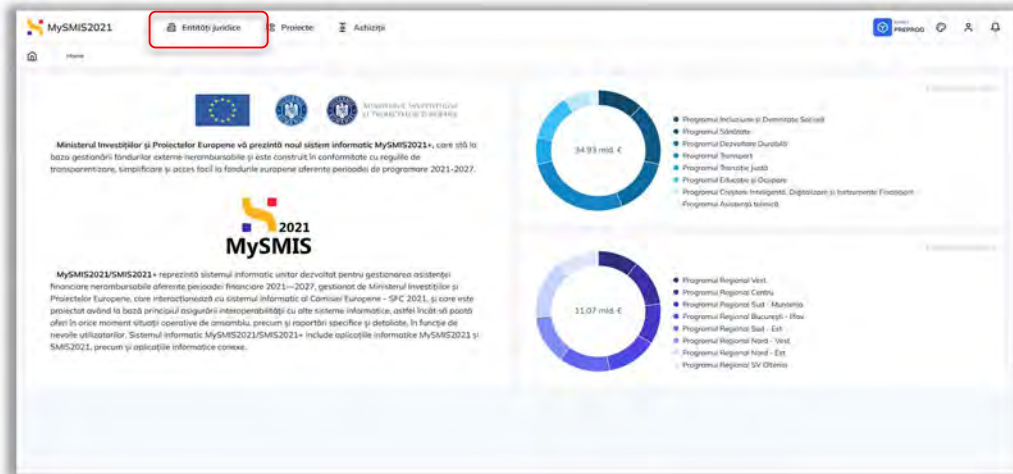 MySMIS2021
Entități juridice
Proiecte
Achiziții
PREPROG
Home
MINISTERUL INVESTIȚIILOR
ȘI PROIECTELOR EUROPENE
Ministerul Investițiilor și Proiectelor Europene vă prezintă noul sistem informatic MySMIS2021+, care stă la
baza gestionării fondurilor externe nerambursabile și este construit în conformitate cu regulile de
transparentizare, simplificare și acces facil la fondurile europene aferente perioadei de programare 2021-2027.
2021
MySMIS
MySMIS2021/SMIS2021+ reprezintă sistemul informatic unitar dezvoltat pentru gestionarea asistenței
financiare nerambursabile aferente perioadei financiare 2021—2027, gestionat de Ministerul Investițiilor și
Proiectelor Europene, care interacționează cu sistemul informatic al Comisiei Europene - SFC 2021, și care este
proiectat având la bază principiul asigurării interoperabilității cu alte sisteme informatice, astfel încât să poată
oferi în orice moment situații operative de ansamblu, precum și raportări specifice și detaliate, în funcție de
nevoile utilizatorilor. Sistemul informatic MySMIS2021/SMIS2021+ include aplicațiile informatice MySMIS2021 și
SMIS2021, precum și aplicațiile informatice conexe.
34.93 mld. €
Programul Incluziune și Demnitate Socială
Programul Sănătate
Programul Dezvoltare Durabilă
Programul Transport
Programul Tranziție Justă
Programul Educație și Ocupare
Programul Creștere Inteligentă, Digitalizare și Instrumente Financiare
Programul Asistență tehnică
11.07 mld. €
Programul Regional Vest
Programul Regional Centru
Programul Regional Sud - Muntenia
Programul Regional București - Ilfov
Programul Regional Sud - Est
Programul Regional Nord - Vest
Programul Regional Nord - Est
Programul Regional SV Oltenia